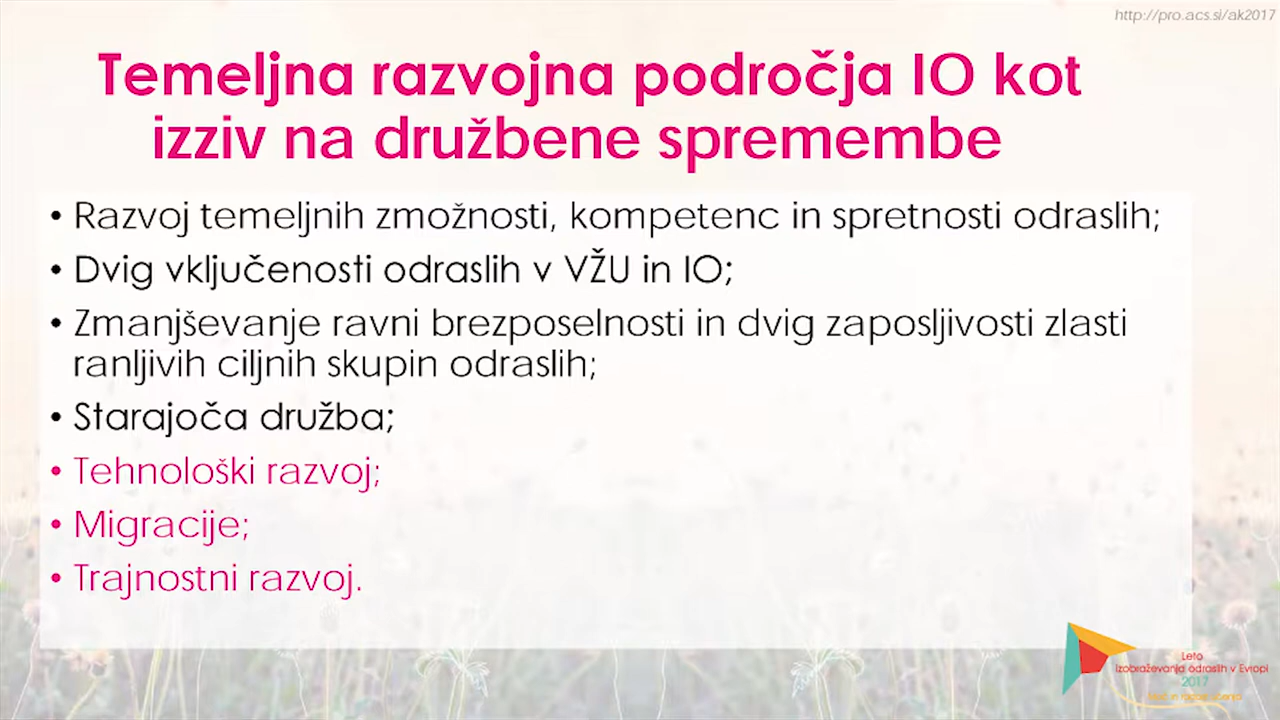 http://pro.acs.si/ak2017
Temeljna razvojna področja IO kot
izziv na družbene spremembe
• Razvoj temeljnih zmožnosti, kompetenc in spretnosti odraslih;
• Dvig vključenosti odraslih v VŽU in IO;
• Zmanjševanje ravni brezposelnosti in dvig zaposljivosti zlasti
ranljivih ciljnih skupin odraslih;
• Starajoča družba;
• Tehnološki razvoj;
• Migracije;
• Trajnostni razvoj.
Leto
izobraževanja odraslih v Evropi
2017